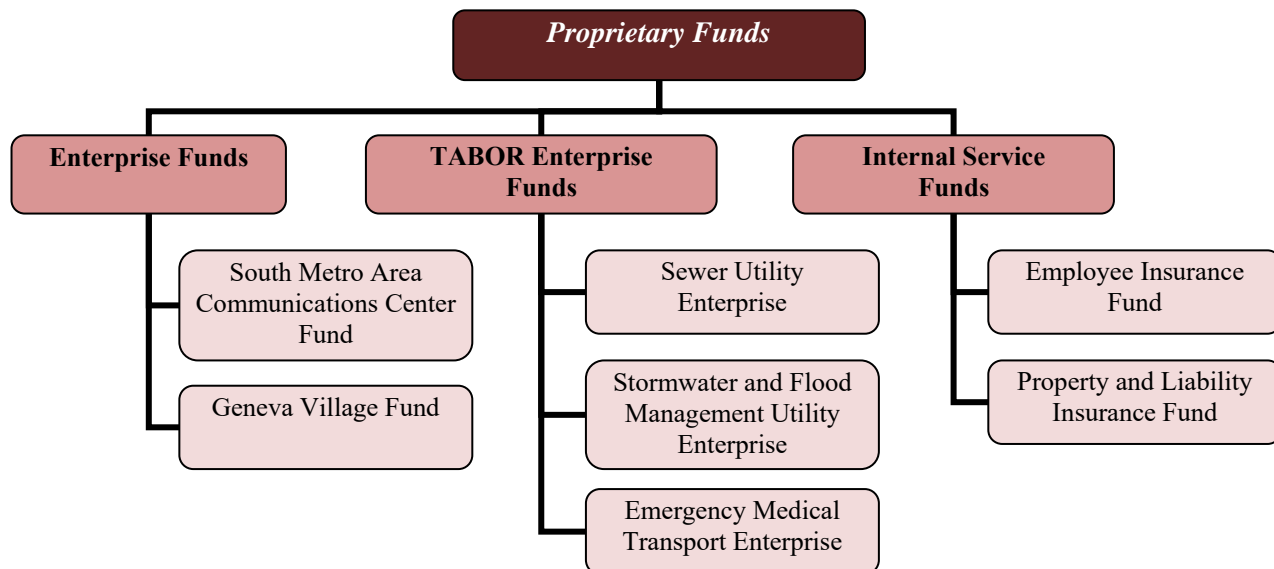 Proprietary Funds
Enterprise Funds
TABOR Enterprise
Funds
Internal Service
Funds
South Metro Area
Communications Center
Fund
Geneva Village Fund
Sewer Utility
Enterprise
Stormwater and Flood
Management Utility
Enterprise
Emergency Medical
Transport Enterprise
Employee Insurance
Fund
Property and Liability
Insurance Fund